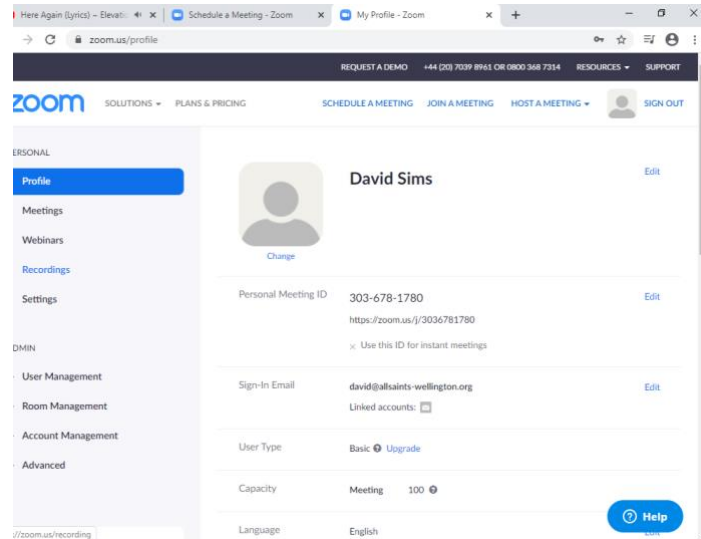 Here Again (Lyrics) – Elevatio
Schedule a Meeting - Zoom
My Profile - Zoom
zoom.us/profile
REQUEST A DEMO +44 (20) 7039 8961 OR 0800 368 7314 RESOURCES SUPPORT
zoom SOLUTIONS PLANS & PRICING SCHEDULE A MEETING JOIN A MEETING HOST A MEETING SIGN OUT
ERSONAL
Profile
Meetings
Webinars
Recordings
Settings
DMIN
User Management
Room Management
Account Management
Advanced
David Sims Edit
Change
Personal Meeting ID 303-678-1780 Edit
https://zoom.us/j/3036781780
× Use this ID for instant meetings
Sign-In Email david@allsaints-wellington.org Edit
Linked accounts:
User Type Basic Upgrade
Capacity Meeting 100
Language English
Help
://zoom.us/recording